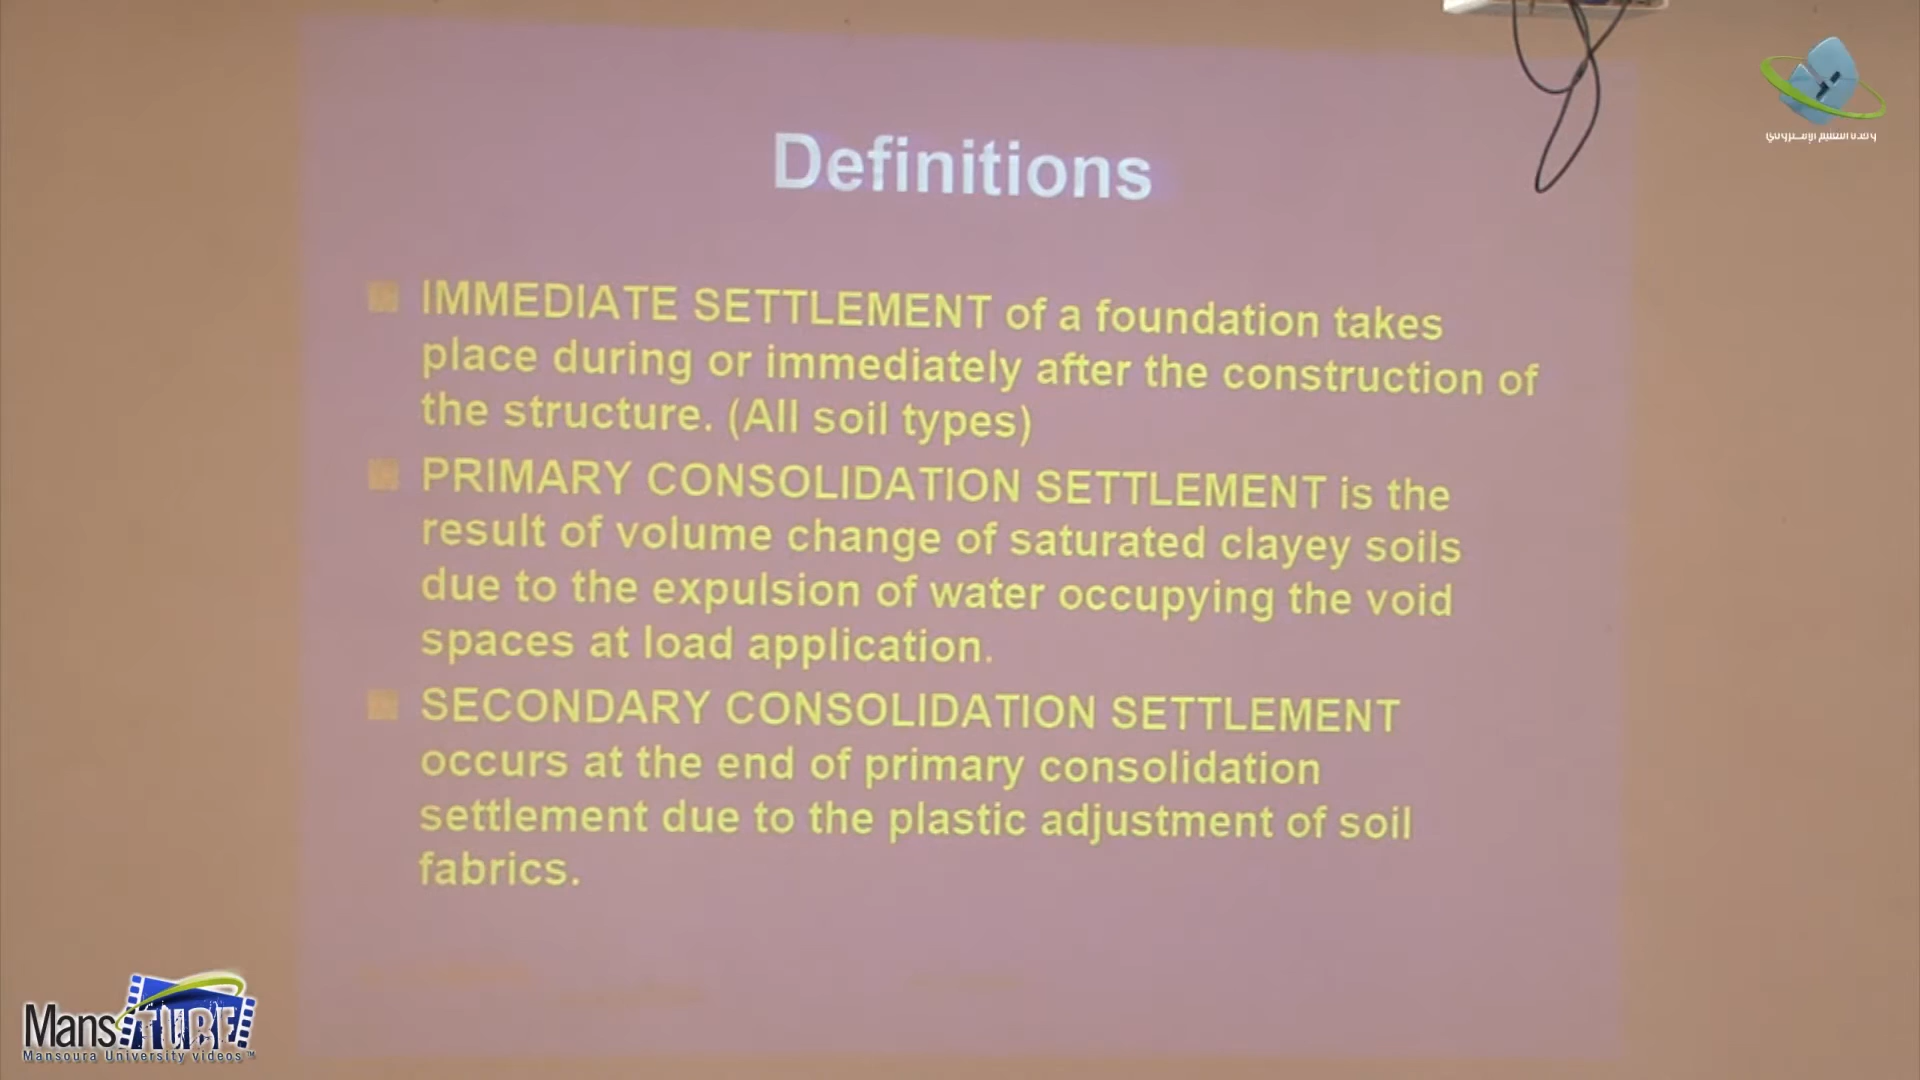 Definitions
IMMEDIATE SETTLEMENT of a foundation takes
place during or immediately after the construction of
the structure. (All soil types)
PRIMARY CONSOLIDATION SETTLEMENT is the
result of volume change of saturated clayey soils
due to the expulsion of water occupying the void
spaces at load application.
SECONDARY CONSOLIDATION SETTLEMENT
occurs at the end of primary consolidation
settlement due to the plastic adjustment of soil
fabrics.
Mans TUBE
Mansoura University videos™